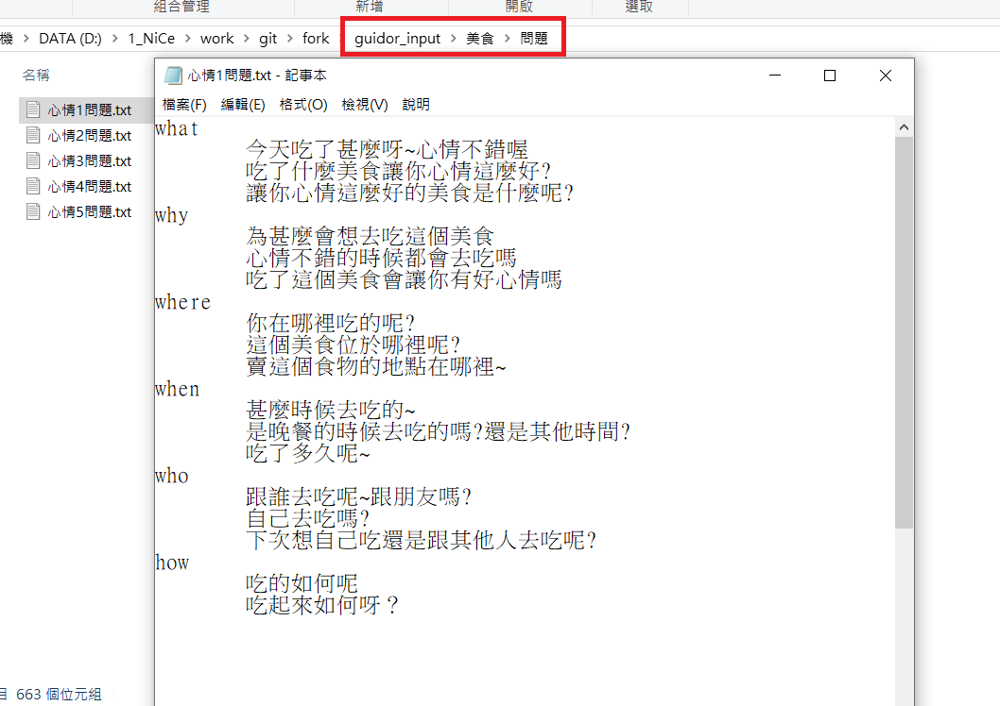 組合管理 新增 開啟 選取
機 > DATA (D:) > 1_NiCe > work > git > fork > guidor_input > 美食 > 問題
名稱
心情1問題.txt
心情2問題.txt
心情3問題.txt
心情4問題.txt
心情5問題.txt
心情1問題.txt - 記事本
檔案(F) 編輯(E) 格式(O) 檢視(V) 說明
what
今天吃了甚麼呀~心情不錯喔
吃了什麼美食讓你心情這麼好?
讓你心情這麼好的美食是什麼呢?
why
為甚麼會想去吃這個美食
心情不錯的時候都會去吃嗎
吃了這個美食會讓你有好心情嗎
where
你在哪裡吃的呢?
這個美食位於哪裡呢?
賣這個食物的地點在哪裡~
when
甚麼時候去吃的~
是晚餐的時候去吃的嗎?還是其他時間?
吃了多久呢~
who
跟誰去吃呢~跟朋友嗎?
自己去吃嗎?
下次想自己吃還是跟其他人去吃呢?
how
吃的如何呢
吃起來如何呀？
目 663 個位元組